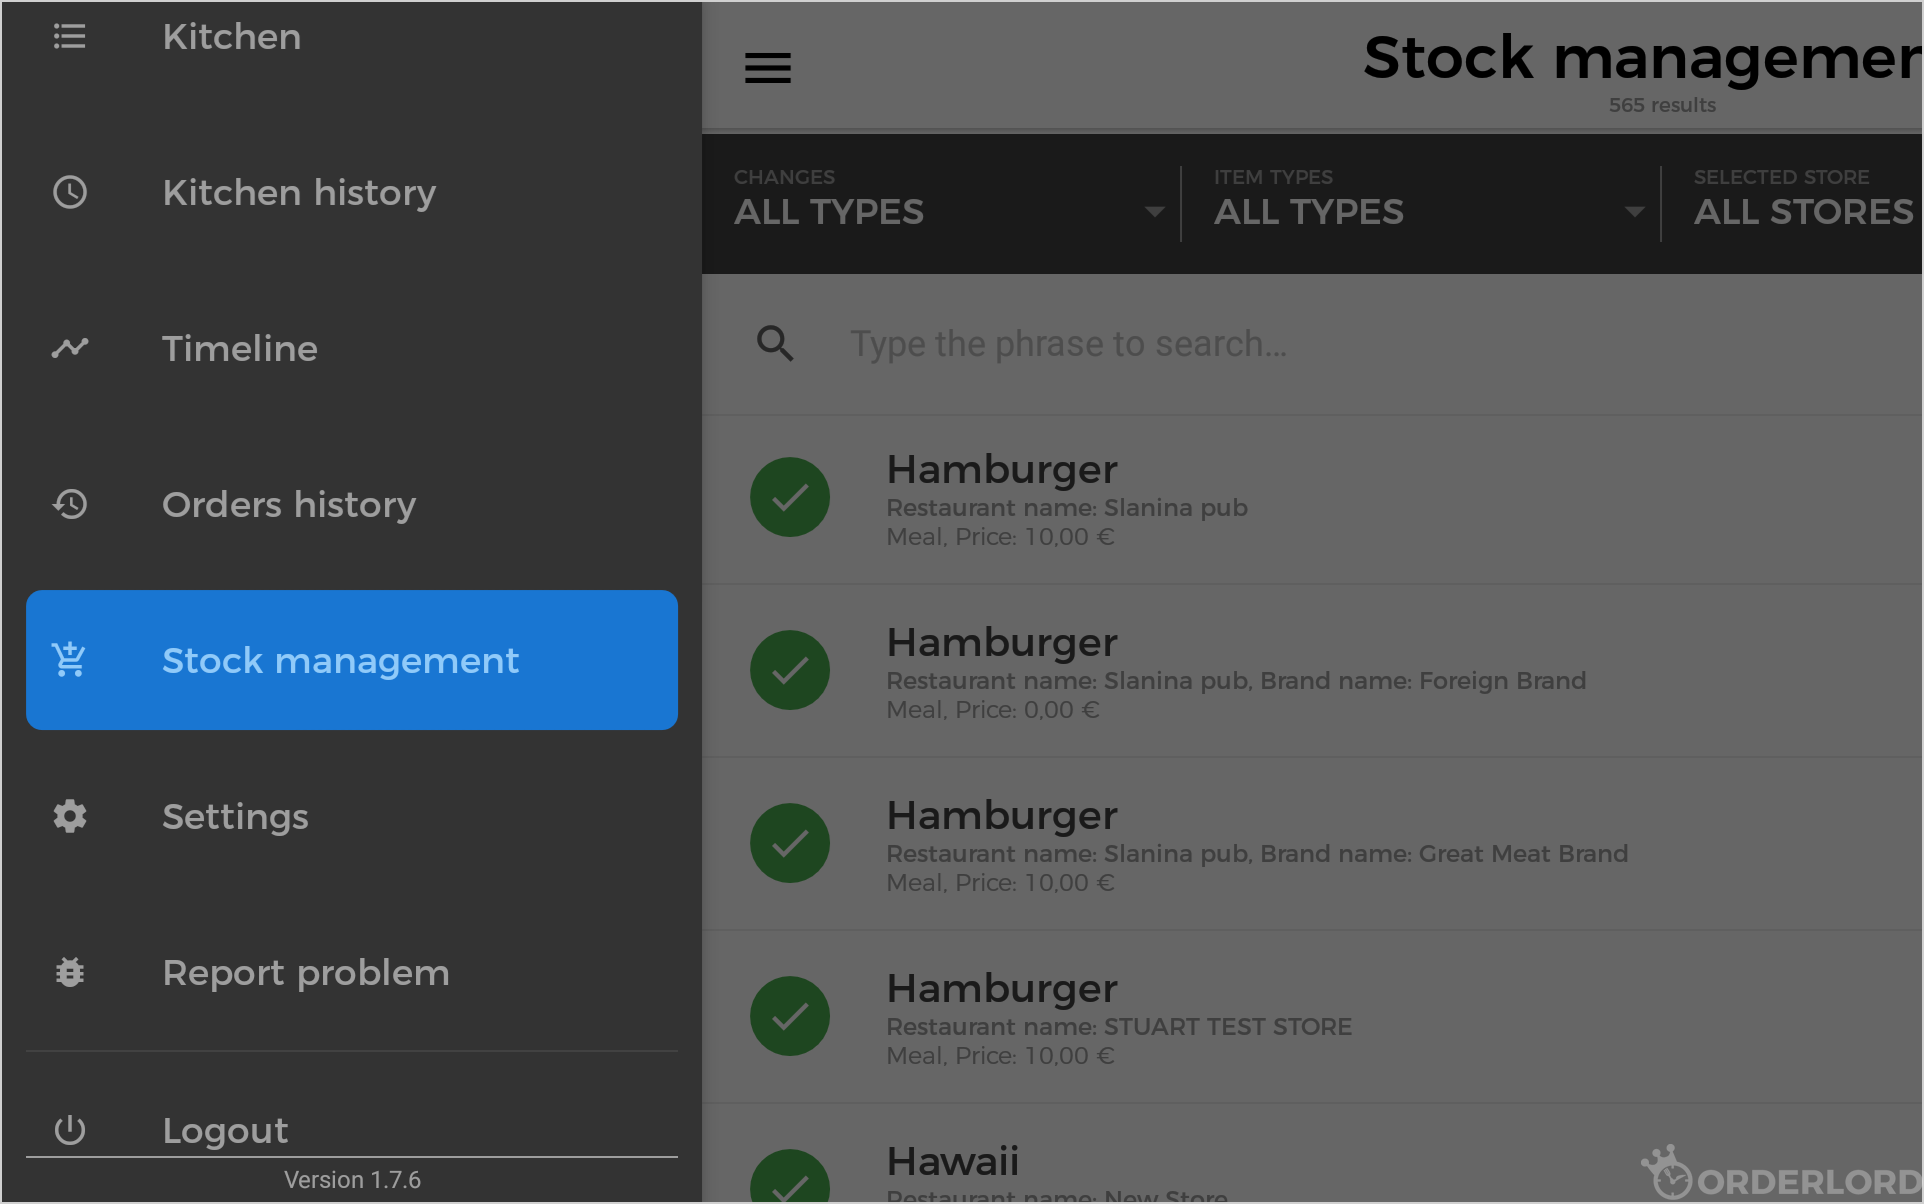 Kitchen
Kitchen history
Timeline
Orders history
Stock management
Settings
Report problem
Logout
Version 1.7.6
Stock managemen
565 results
CHANGES
ALL TYPES
ITEM TYPES
ALL TYPES
SELECTED STORE
ALL STORES
Type the phrase to search...
Hamburger
Restaurant name: Slanina pub
Meal, Price: 10,00 €
Hamburger
Restaurant name: Slanina pub, Brand name: Foreign Brand
Meal, Price: 0,00 €
Hamburger
Restaurant name: Slanina pub, Brand name: Great Meat Brand
Meal, Price: 10,00 €
Hamburger
Restaurant name: STUART TEST STORE
Meal, Price: 10,00 €
Hawaii
Restaurant name: New Store
ORDERLORD